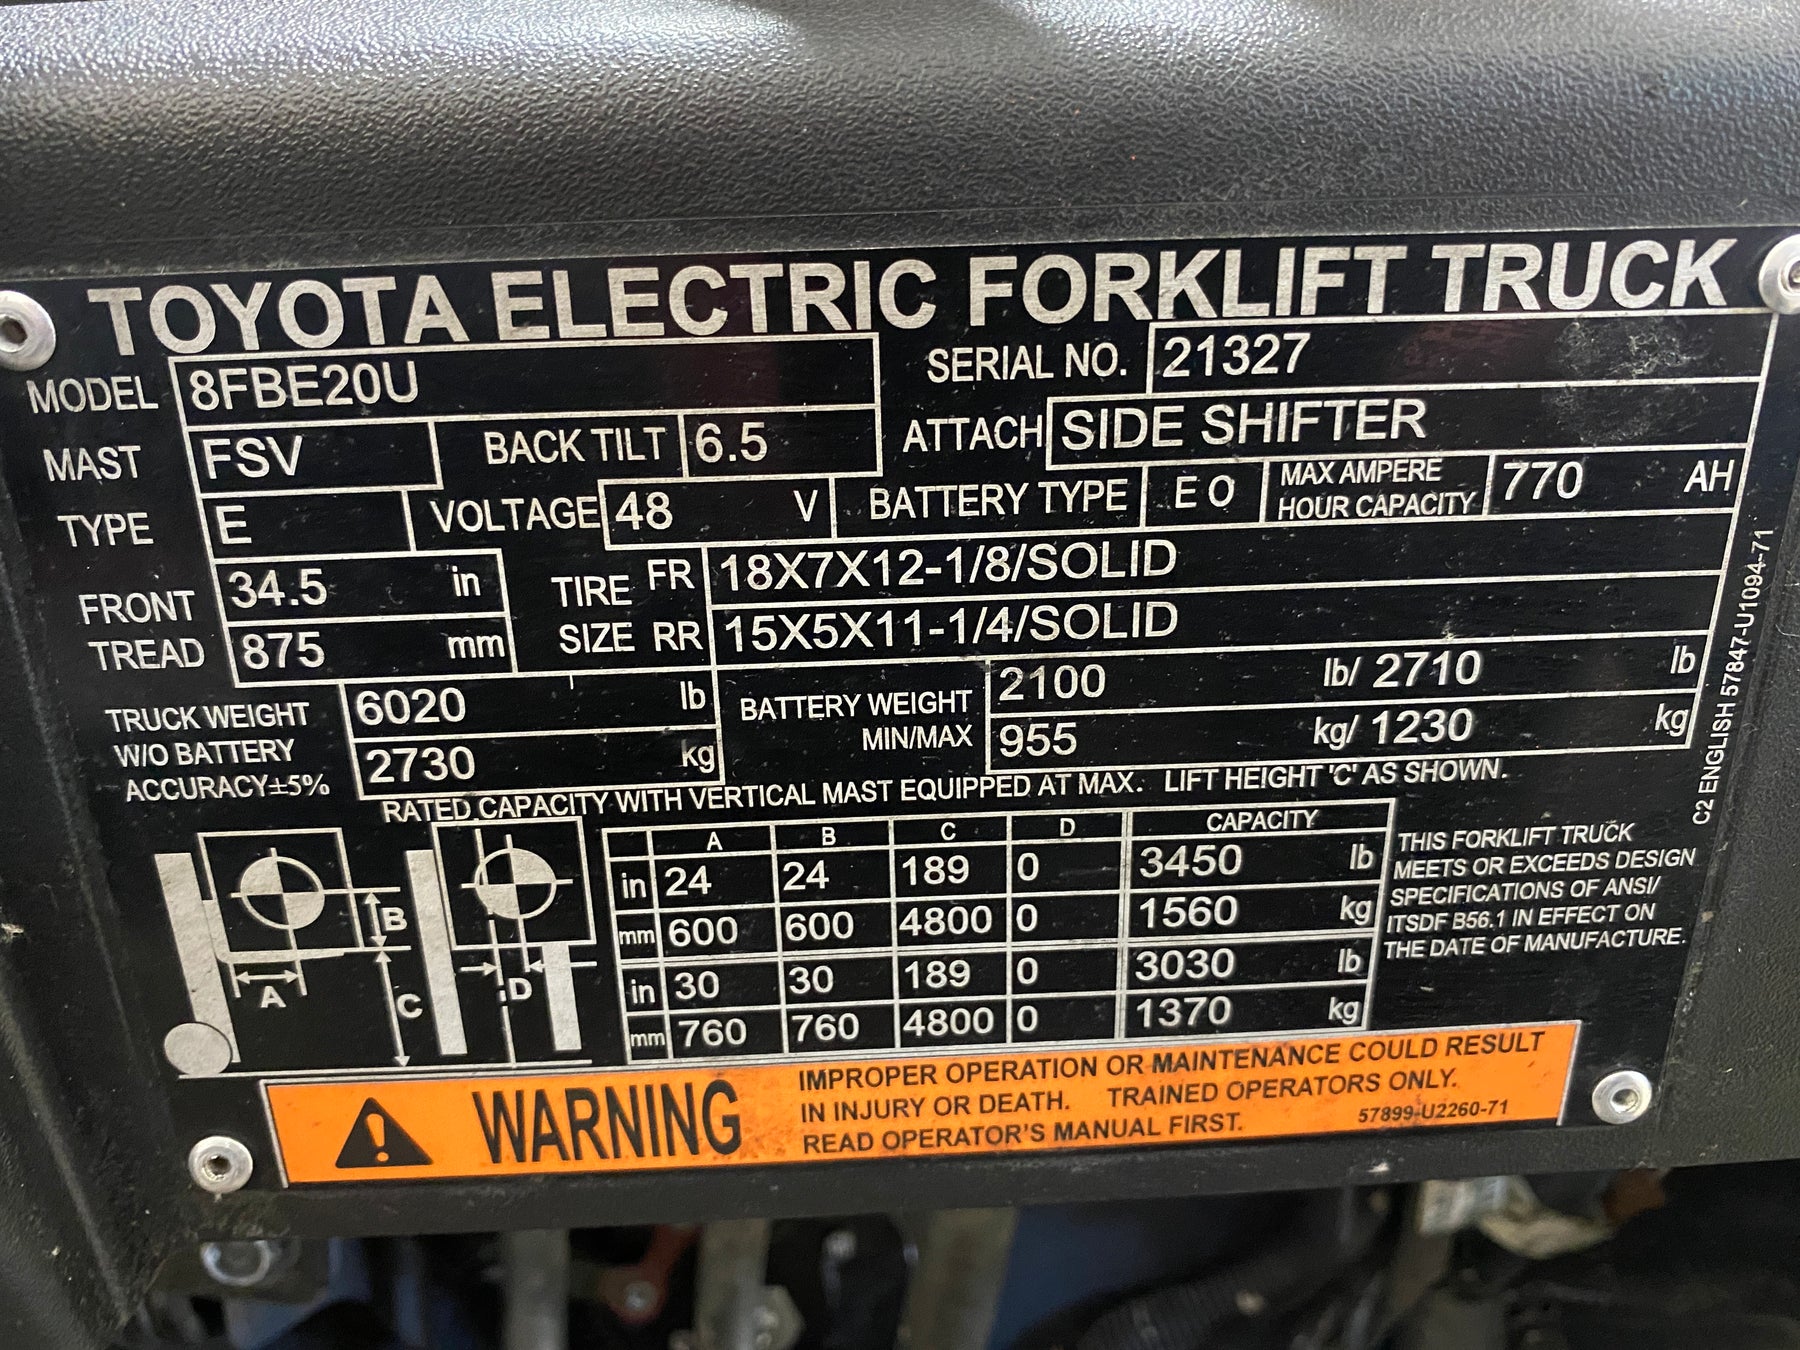 TOYOTA ELECTRIC FORKLIFT TRUCK
MODEL 8FBE20U SERIAL NO. 21327
MAST FSV BACK TILT 6.5 ATTACH SIDE SHIFTER
TYPE E VOLTAGE 48 V BATTERY TYPE E O MAX AMPERE HOUR CAPACITY 770 AH
FRONT TREAD 34.5 in TIRE SIZE FR 18X7X12-1/8/SOLID
875 mm RR 15X5X11-1/4/SOLID
TRUCK WEIGHT W/O BATTERY ACCURACY±5% 6020 lb BATTERY WEIGHT MIN/MAX 2100 lb/ 2710 lb
2730 kg 955 kg/ 1230 kg
C2 ENGLISH 57847-U1094-71
RATED CAPACITY WITH VERTICAL MAST EQUIPPED AT MAX. LIFT HEIGHT 'C' AS SHOWN.
A B C D
A B C D CAPACITY
in 24 24 189 0 3450 lb
mm 600 600 4800 0 1560 kg
in 30 30 189 0 3030 lb
mm 760 760 4800 0 1370 kg
THIS FORKLIFT TRUCK
MEETS OR EXCEEDS DESIGN
SPECIFICATIONS OF ANSI/
ITSDF B56.1 IN EFFECT ON
THE DATE OF MANUFACTURE.
WARNING
IMPROPER OPERATION OR MAINTENANCE COULD RESULT
IN INJURY OR DEATH. TRAINED OPERATORS ONLY.
READ OPERATOR'S MANUAL FIRST. 57899-U2260-71